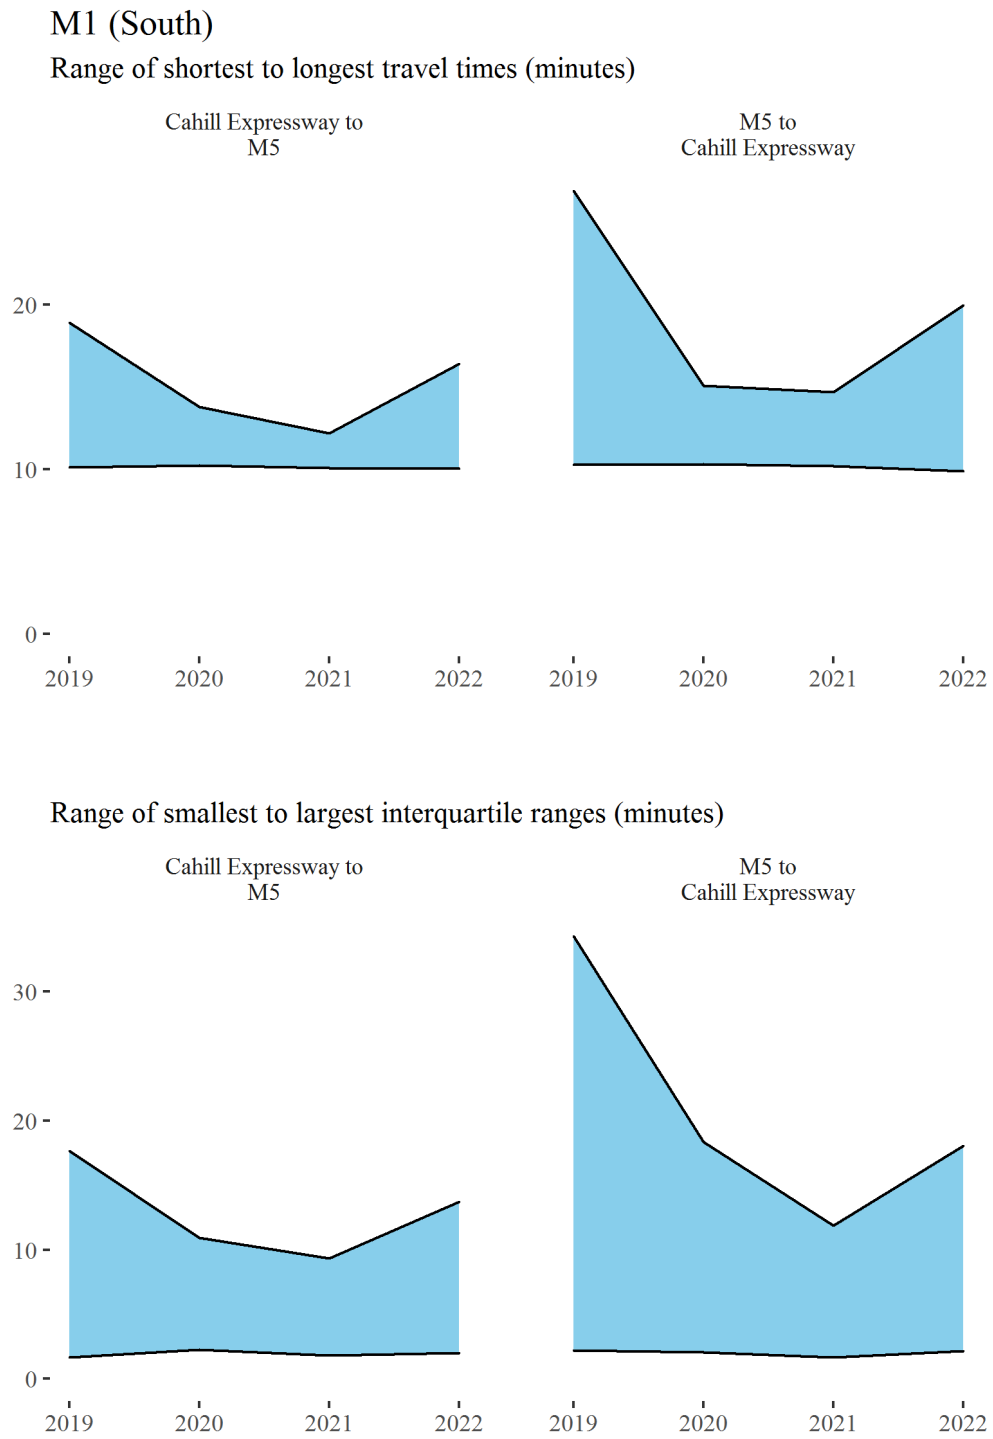 M1 (South)
Range of shortest to longest travel times (minutes)
Cahill Expressway to
M5
M5 to
Cahill Expressway
20
10
0
2019 2020 2021 2022 2019 2020 2021 2022
Range of smallest to largest interquartile ranges (minutes)
Cahill Expressway to
M5
M5 to
Cahill Expressway
30
20
10
0
2019 2020 2021 2022 2019 2020 2021 2022